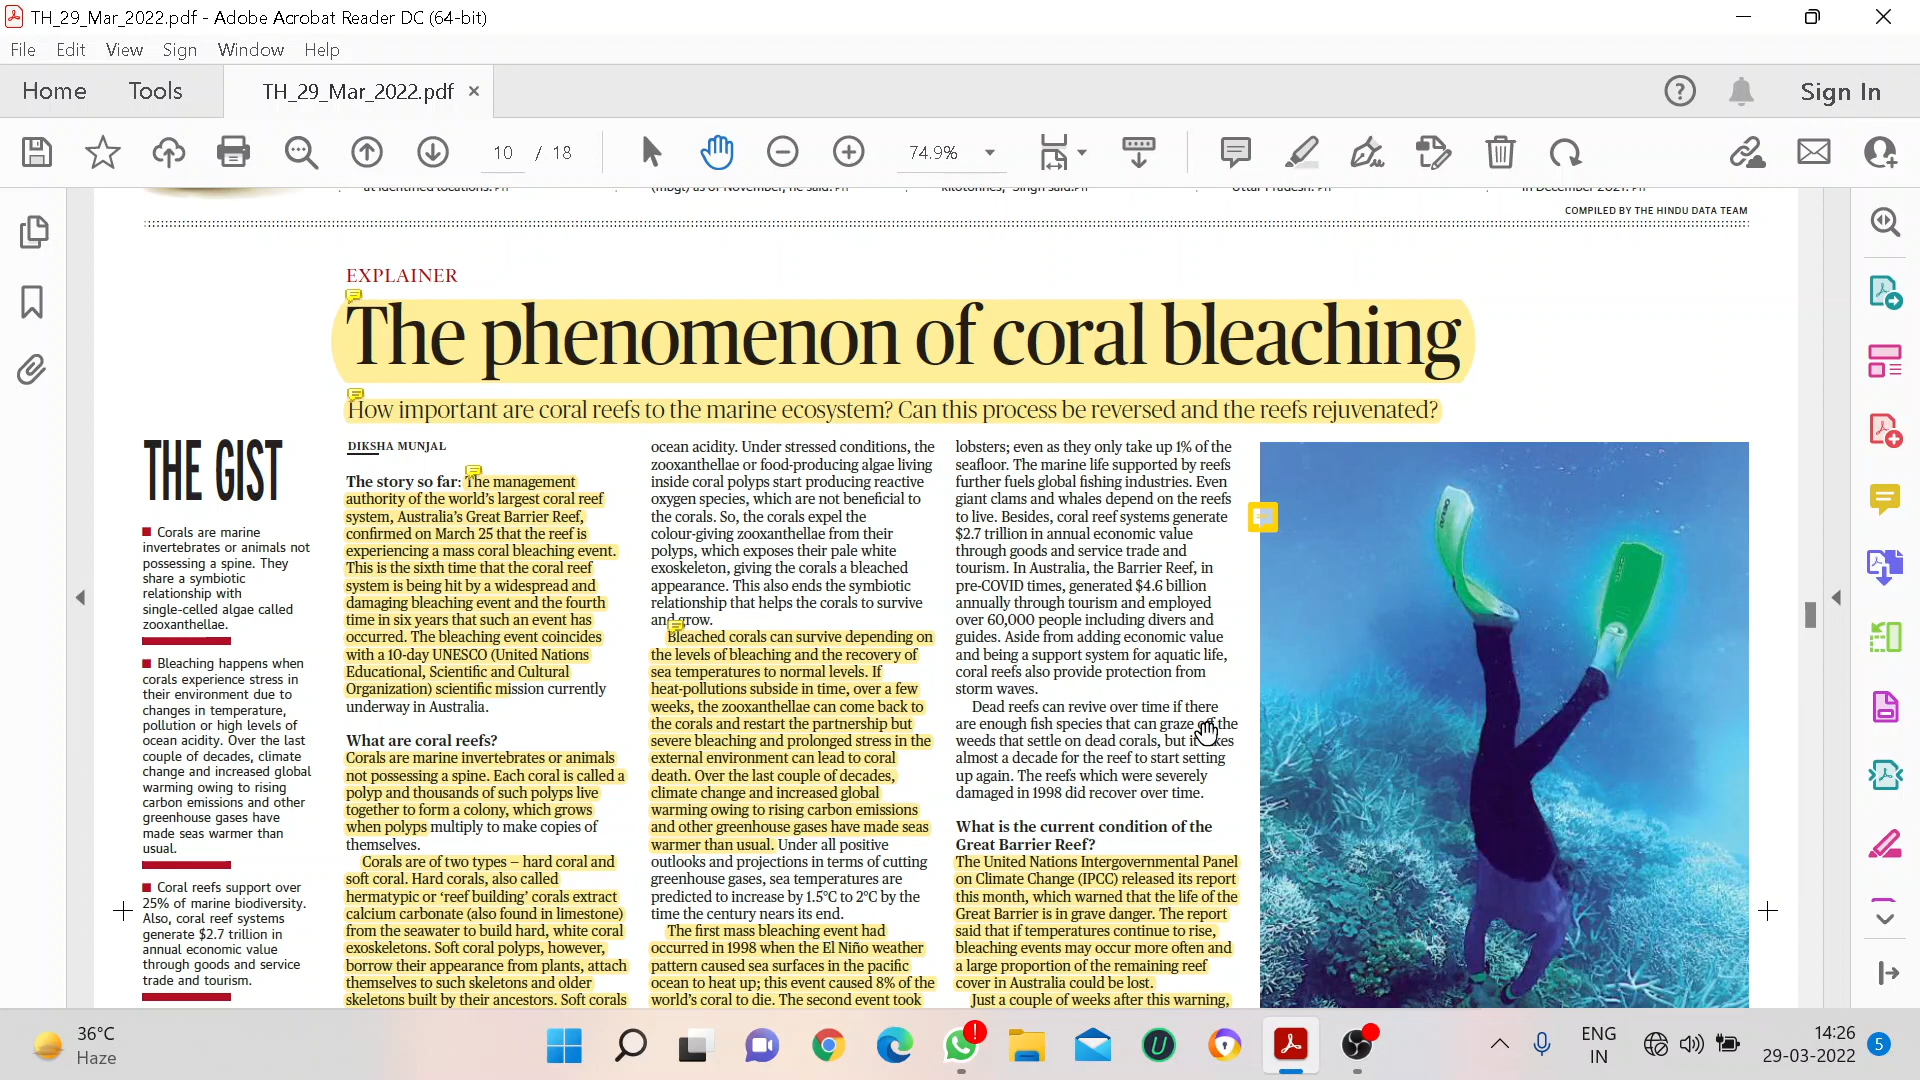 TH_29_Mar_2022.pdf - Adobe Acrobat Reader DC (64-bit)
File Edit View Sign Window Help
Home Tools TH_29_Mar_2022.pdf × Sign In
10 / 18 74.9%
at identified locations. PTI
(mbgl) as of November, he said. PTI
kilotonnes," Singh said. PTI
Uttar Pradesh. PTI
in December 2021. PTI
COMPILED BY THE HINDU DATA TEAM
EXPLAINER
The phenomenon of coral bleaching
How important are coral reefs to the marine ecosystem? Can this process be reversed and the reefs rejuvenated?
THE GIST
Corals are marine
invertebrates or animals not
possessing a spine. They
share a symbiotic
relationship with
single-celled algae called
zooxanthellae.
Bleaching happens when
corals experience stress in
their environment due to
changes in temperature,
pollution or high levels of
ocean acidity. Over the last
couple of decades, climate
change and increased global
warming owing to rising
carbon emissions and other
greenhouse gases have
made seas warmer than
usual.
Coral reefs support over
25% of marine biodiversity.
Also, coral reef systems
generate $2.7 trillion in
annual economic value
through goods and service
trade and tourism.
DIKSHA MUNJAL
The story so far: The management
authority of the world's largest coral reef
system, Australia's Great Barrier Reef,
confirmed on March 25 that the reef is
experiencing a mass coral bleaching event.
This is the sixth time that the coral reef
system is being hit by a widespread and
damaging bleaching event and the fourth
time in six years that such an event has
occurred. The bleaching event coincides
with a 10-day UNESCO (United Nations
Educational, Scientific and Cultural
Organization) scientific mission currently
underway in Australia.
What are coral reefs?
Corals are marine invertebrates or animals
not possessing a spine. Each coral is called a
polyp and thousands of such polyps live
together to form a colony, which grows
when polyps multiply to make copies of
themselves.
Corals are of two types – hard coral and
soft coral. Hard corals, also called
hermatypic or 'reef building' corals extract
calcium carbonate (also found in limestone)
from the seawater to build hard, white coral
exoskeletons. Soft coral polyps, however,
borrow their appearance from plants, attach
themselves to such skeletons and older
skeletons built by their ancestors. Soft corals
ocean acidity. Under stressed conditions, the
zooxanthellae or food-producing algae living
inside coral polyps start producing reactive
oxygen species, which are not beneficial to
the corals. So, the corals expel the
colour-giving zooxanthellae from their
polyps, which exposes their pale white
exoskeleton, giving the corals a bleached
appearance. This also ends the symbiotic
relationship that helps the corals to survive
and grow.
Bleached corals can survive depending on
the levels of bleaching and the recovery of
sea temperatures to normal levels. If
heat-pollutions subside in time, over a few
weeks, the zooxanthellae can come back to
the corals and restart the partnership but
severe bleaching and prolonged stress in the
external environment can lead to coral
death. Over the last couple of decades,
climate change and increased global
warming owing to rising carbon emissions
and other greenhouse gases have made seas
warmer than usual. Under all positive
outlooks and projections in terms of cutting
greenhouse gases, sea temperatures are
predicted to increase by 1.5°C to 2°C by the
time the century nears its end.
The first mass bleaching event had
occurred in 1998 when the El Niño weather
pattern caused sea surfaces in the pacific
ocean to heat up; this event caused 8% of the
world's coral to die. The second event took
lobsters; even as they only take up 1% of the
seafloor. The marine life supported by reefs
further fuels global fishing industries. Even
giant clams and whales depend on the reefs
to live. Besides, coral reef systems generate
$2.7 trillion in annual economic value
through goods and service trade and
tourism. In Australia, the Barrier Reef, in
pre-COVID times, generated $4.6 billion
annually through tourism and employed
over 60,000 people including divers and
guides. Aside from adding economic value
and being a support system for aquatic life,
coral reefs also provide protection from
storm waves.
Dead reefs can revive over time if there
are enough fish species that can graze the
weeds that settle on dead corals, but
almost a decade for the reef to start setting
up again. The reefs which were severely
damaged in 1998 did recover over time.
What is the current condition of the
Great Barrier Reef?
The United Nations Intergovernmental Panel
on Climate Change (IPCC) released its report
this month, which warned that the life of the
Great Barrier is in grave danger. The report
said that if temperatures continue to rise,
bleaching events may occur more often and
a large proportion of the remaining reef
cover in Australia could be lost.
Just a couple of weeks after this warning,
36°C
Haze
ENG
IN
14:26
29-03-2022
5